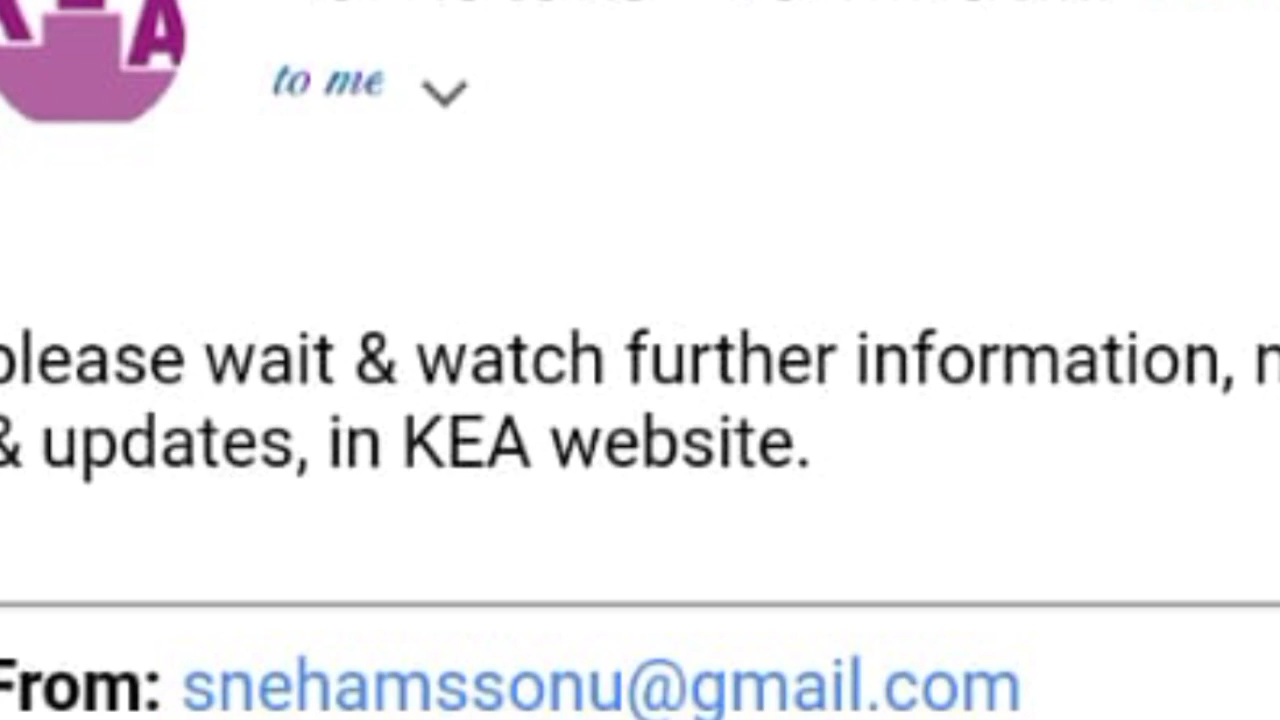 A
to me
please wait & watch further information,
& updates, in KEA website.
From: snehamssonu@gmail.com